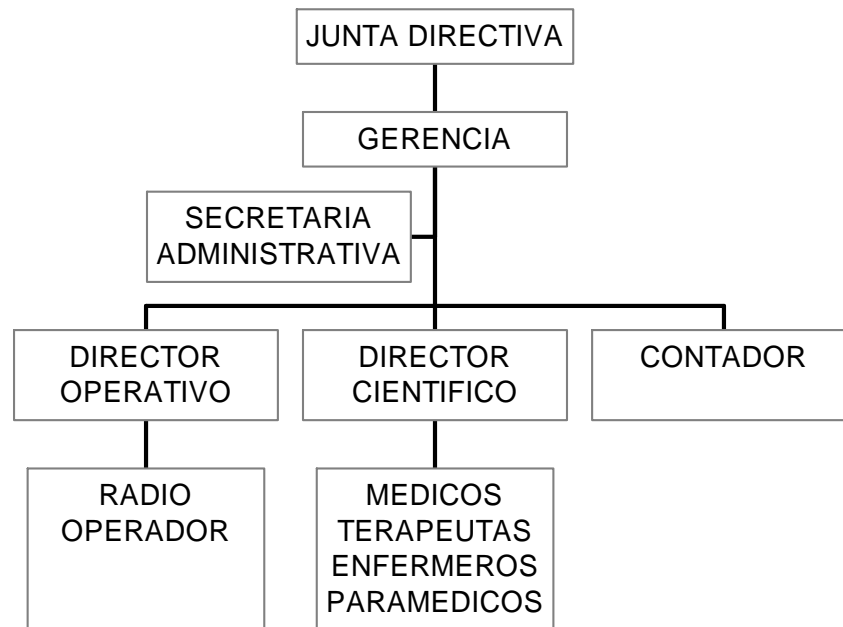 JUNTA DIRECTIVA
GERENCIA
SECRETARIA
ADMINISTRATIVA
DIRECTOR
OPERATIVO
DIRECTOR
CIENTIFICO
CONTADOR
RADIO
OPERADOR
MEDICOS
TERAPEUTAS
ENFERMEROS
PARAMEDICOS